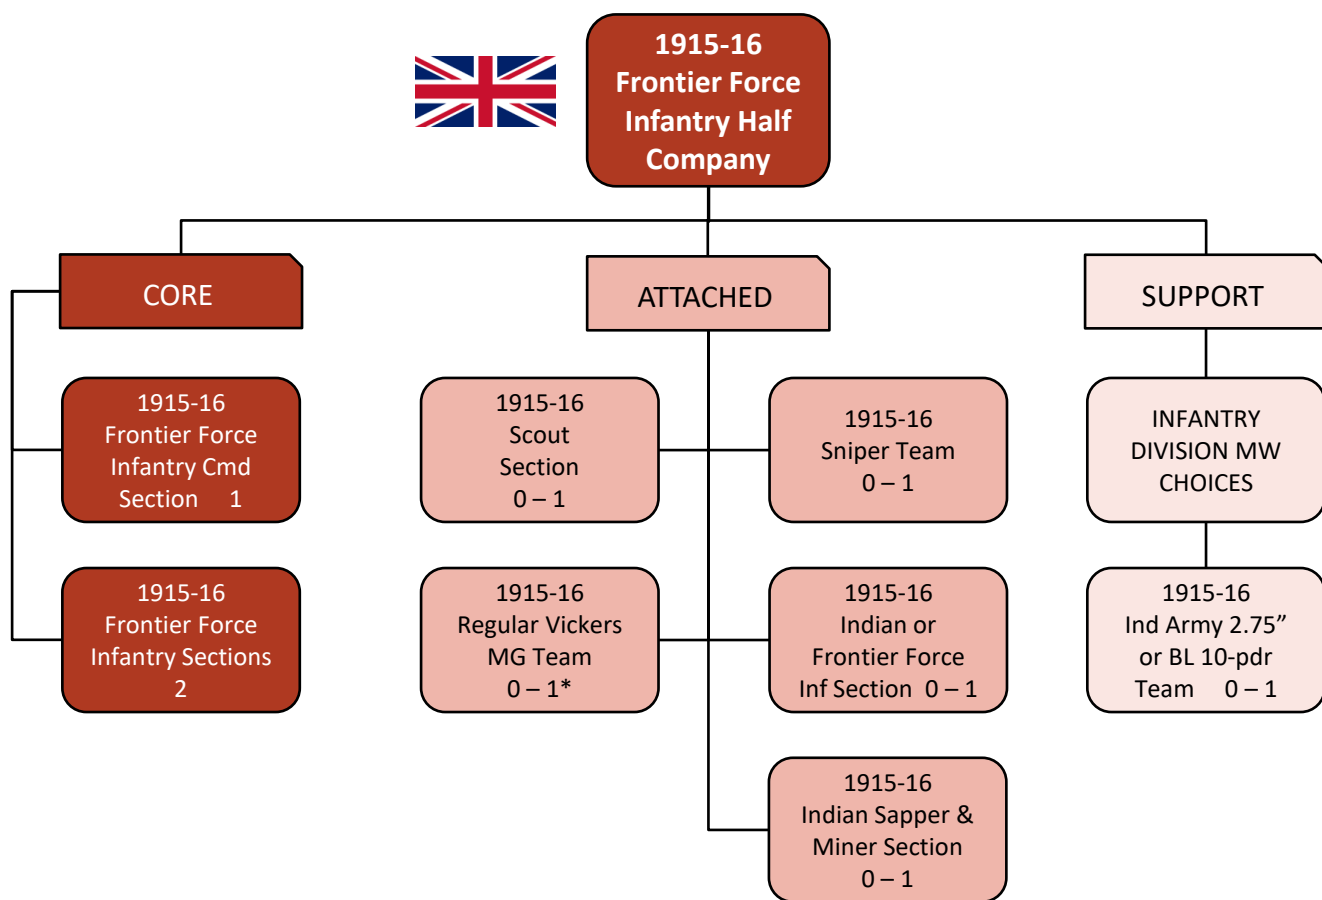 1915-16
Frontier Force
Infantry Half
Company
CORE
ATTACHED
SUPPORT
1915-16
Frontier Force
Infantry Cmd
Section 1
1915-16
Scout
Section
0 – 1
1915-16
Sniper Team
0 – 1
INFANTRY
DIVISION MW
CHOICES
1915-16
Frontier Force
Infantry Sections
2
1915-16
Regular Vickers
MG Team
0 – 1*
1915-16
Indian or
Frontier Force
Inf Section 0 – 1
1915-16
Ind Army 2.75”
or BL 10-pdr
Team 0 – 1
1915-16
Indian Sapper &
Miner Section
0 – 1